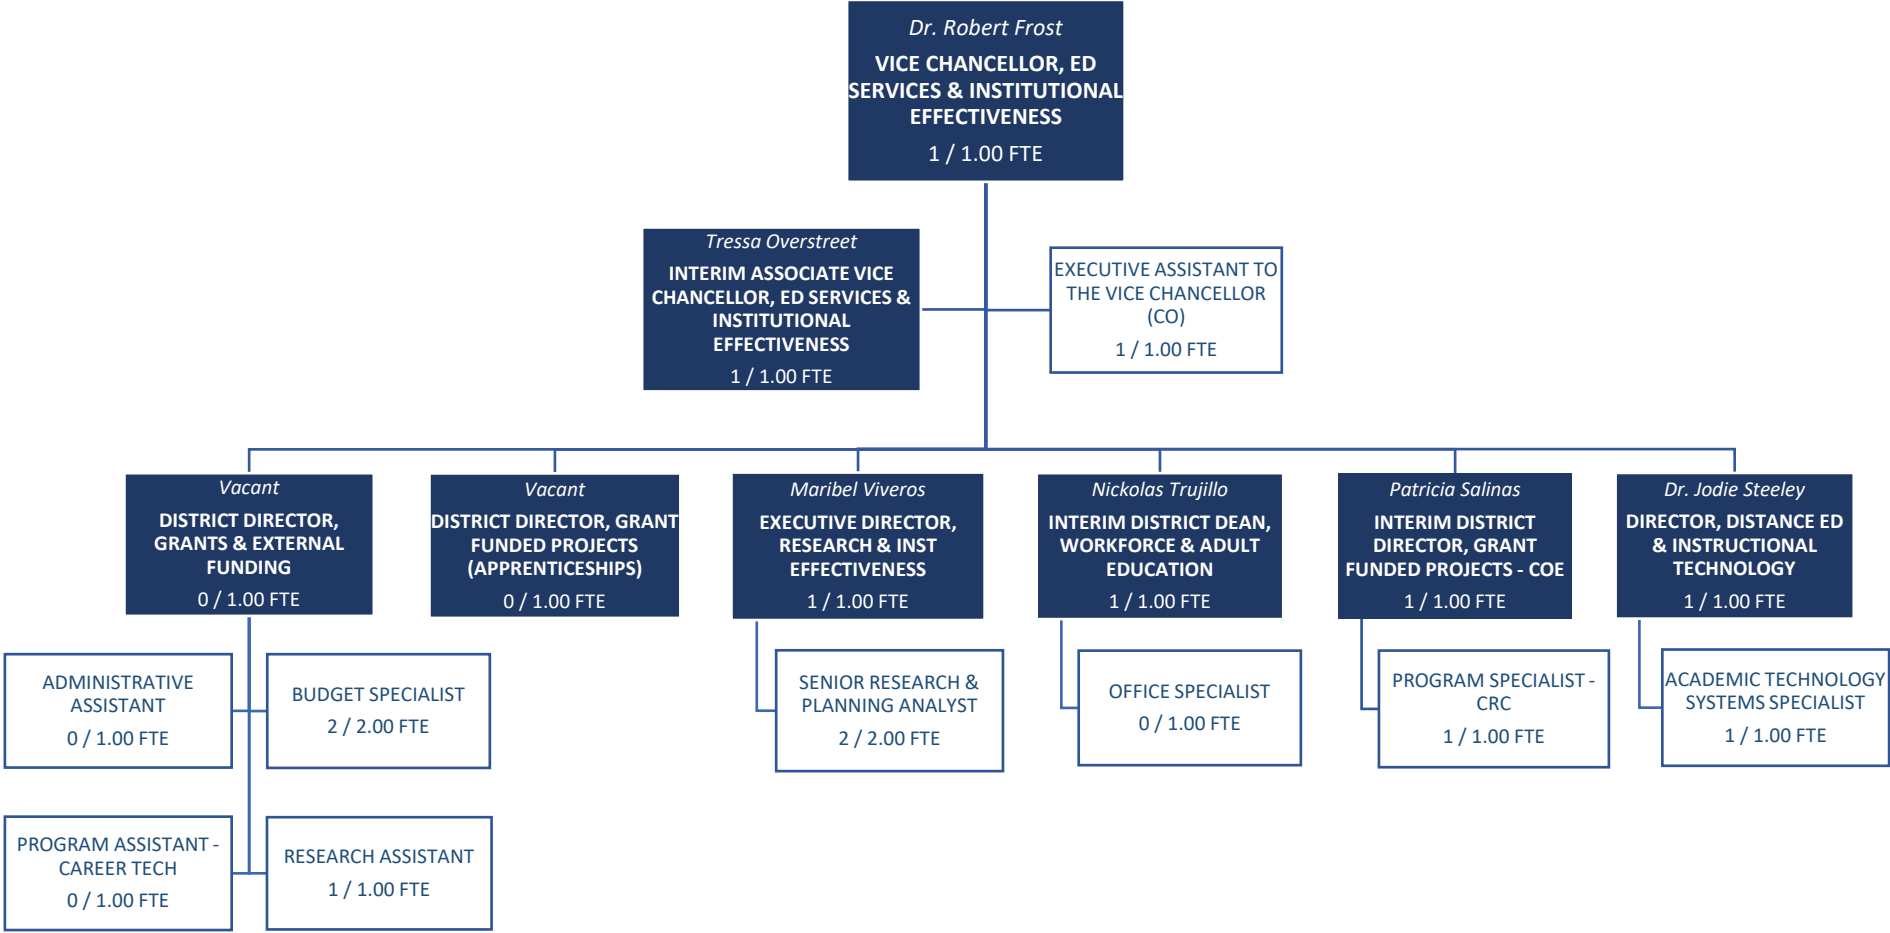 Dr. Robert Frost
VICE CHANCELLOR, ED
SERVICES & INSTITUTIONAL
EFFECTIVENESS
1 / 1.00 FTE
Tressa Overstreet
INTERIM ASSOCIATE VICE
CHANCELLOR, ED SERVICES &
INSTITUTIONAL
EFFECTIVENESS
1 / 1.00 FTE
EXECUTIVE ASSISTANT TO
THE VICE CHANCELLOR
(CO)
1 / 1.00 FTE
Vacant
DISTRICT DIRECTOR,
GRANTS & EXTERNAL
FUNDING
0 / 1.00 FTE
Vacant
DISTRICT DIRECTOR, GRANT
FUNDED PROJECTS
(APPRENTICESHIPS)
0 / 1.00 FTE
Maribel Viveros
EXECUTIVE DIRECTOR,
RESEARCH & INST
EFFECTIVENESS
1 / 1.00 FTE
Nickolas Trujillo
INTERIM DISTRICT DEAN,
WORKFORCE & ADULT
EDUCATION
1 / 1.00 FTE
Patricia Salinas
INTERIM DISTRICT
DIRECTOR, GRANT
FUNDED PROJECTS - COE
1 / 1.00 FTE
Dr. Jodie Steeley
DIRECTOR, DISTANCE ED
& INSTRUCTIONAL
TECHNOLOGY
1 / 1.00 FTE
ADMINISTRATIVE
ASSISTANT
0 / 1.00 FTE
BUDGET SPECIALIST
2 / 2.00 FTE
SENIOR RESEARCH &
PLANNING ANALYST
2 / 2.00 FTE
OFFICE SPECIALIST
0 / 1.00 FTE
PROGRAM SPECIALIST -
CRC
1 / 1.00 FTE
ACADEMIC TECHNOLOGY
SYSTEMS SPECIALIST
1 / 1.00 FTE
PROGRAM ASSISTANT -
CAREER TECH
0 / 1.00 FTE
RESEARCH ASSISTANT
1 / 1.00 FTE